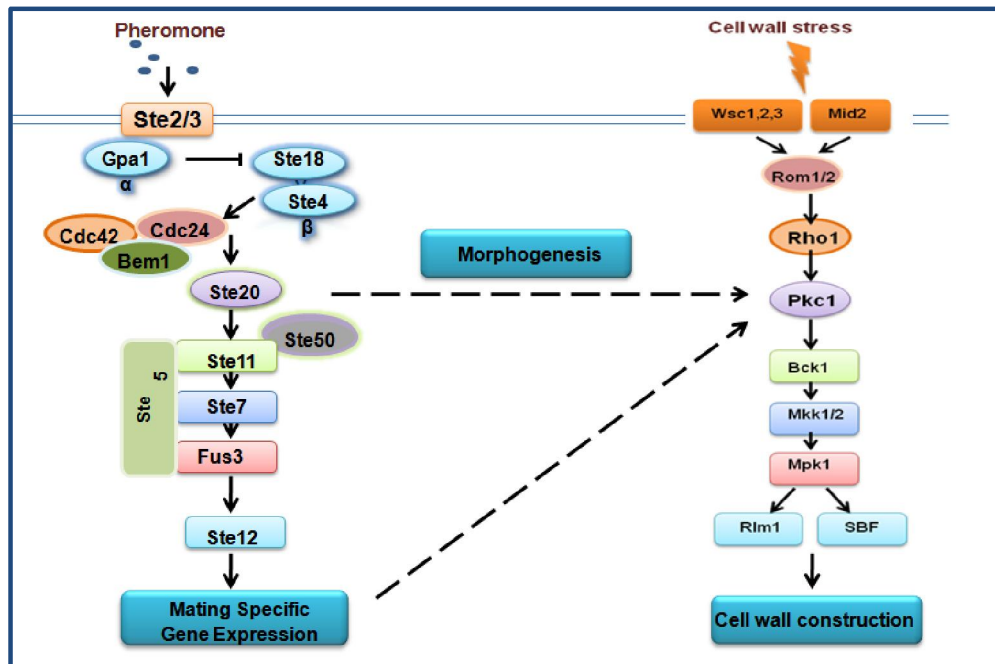 Pheromone
Ste2/3
Gpa1
α
Ste18
Ste4
β
Cdc42
Cdc24
Bem1
Ste20
Ste50
Ste 5
Ste11
Ste7
Fus3
Ste12
Mating Specific
Gene Expression
Morphogenesis
Cell wall stress
Wsc1,2,3
Mid2
Rom1/2
Rho1
Pkc1
Bck1
Mkk1/2
Mpk1
Rlm1
SBF
Cell wall construction